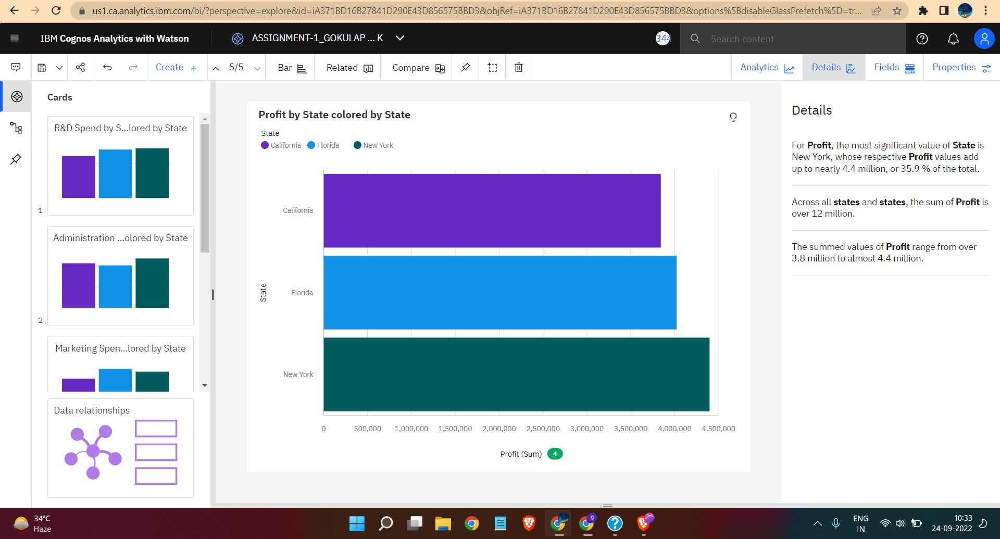 us1.ca.analytics.ibm.com/bi/?perspective=explore&id=iA371BD16B27841D290E43D856575BBD3&objRef=iA371BD16B27841D290E43D856575BBD3&options%5BdisableGlassPrefetch%5D=tr...
IBM Cognos Analytics with Watson
ASSIGNMENT-1_GOKULAP ... K
344
Search content
Create +
5/5
Bar
Related
Compare
Analytics
Details
Fields
Properties
Cards
R&D Spend by S...lored by State
1
Administration ...olored by State
2
Marketing Spen...lored by State
Data relationships
Profit by State colored by State
State
California Florida New York
California
Florida
New York
State
0 500,000 1,000,000 1,500,000 2,000,000 2,500,000 3,000,000 3,500,000 4,000,000 4,500,000
Profit (Sum) 4
Details
For Profit, the most significant value of State is
New York, whose respective Profit values add
up to nearly 4.4 million, or 35.9 % of the total.
Across all states and states, the sum of Profit is
over 12 million.
The summed values of Profit range from over
3.8 million to almost 4.4 million.
34°C
Haze
g
ENG
IN
10:33
24-09-2022